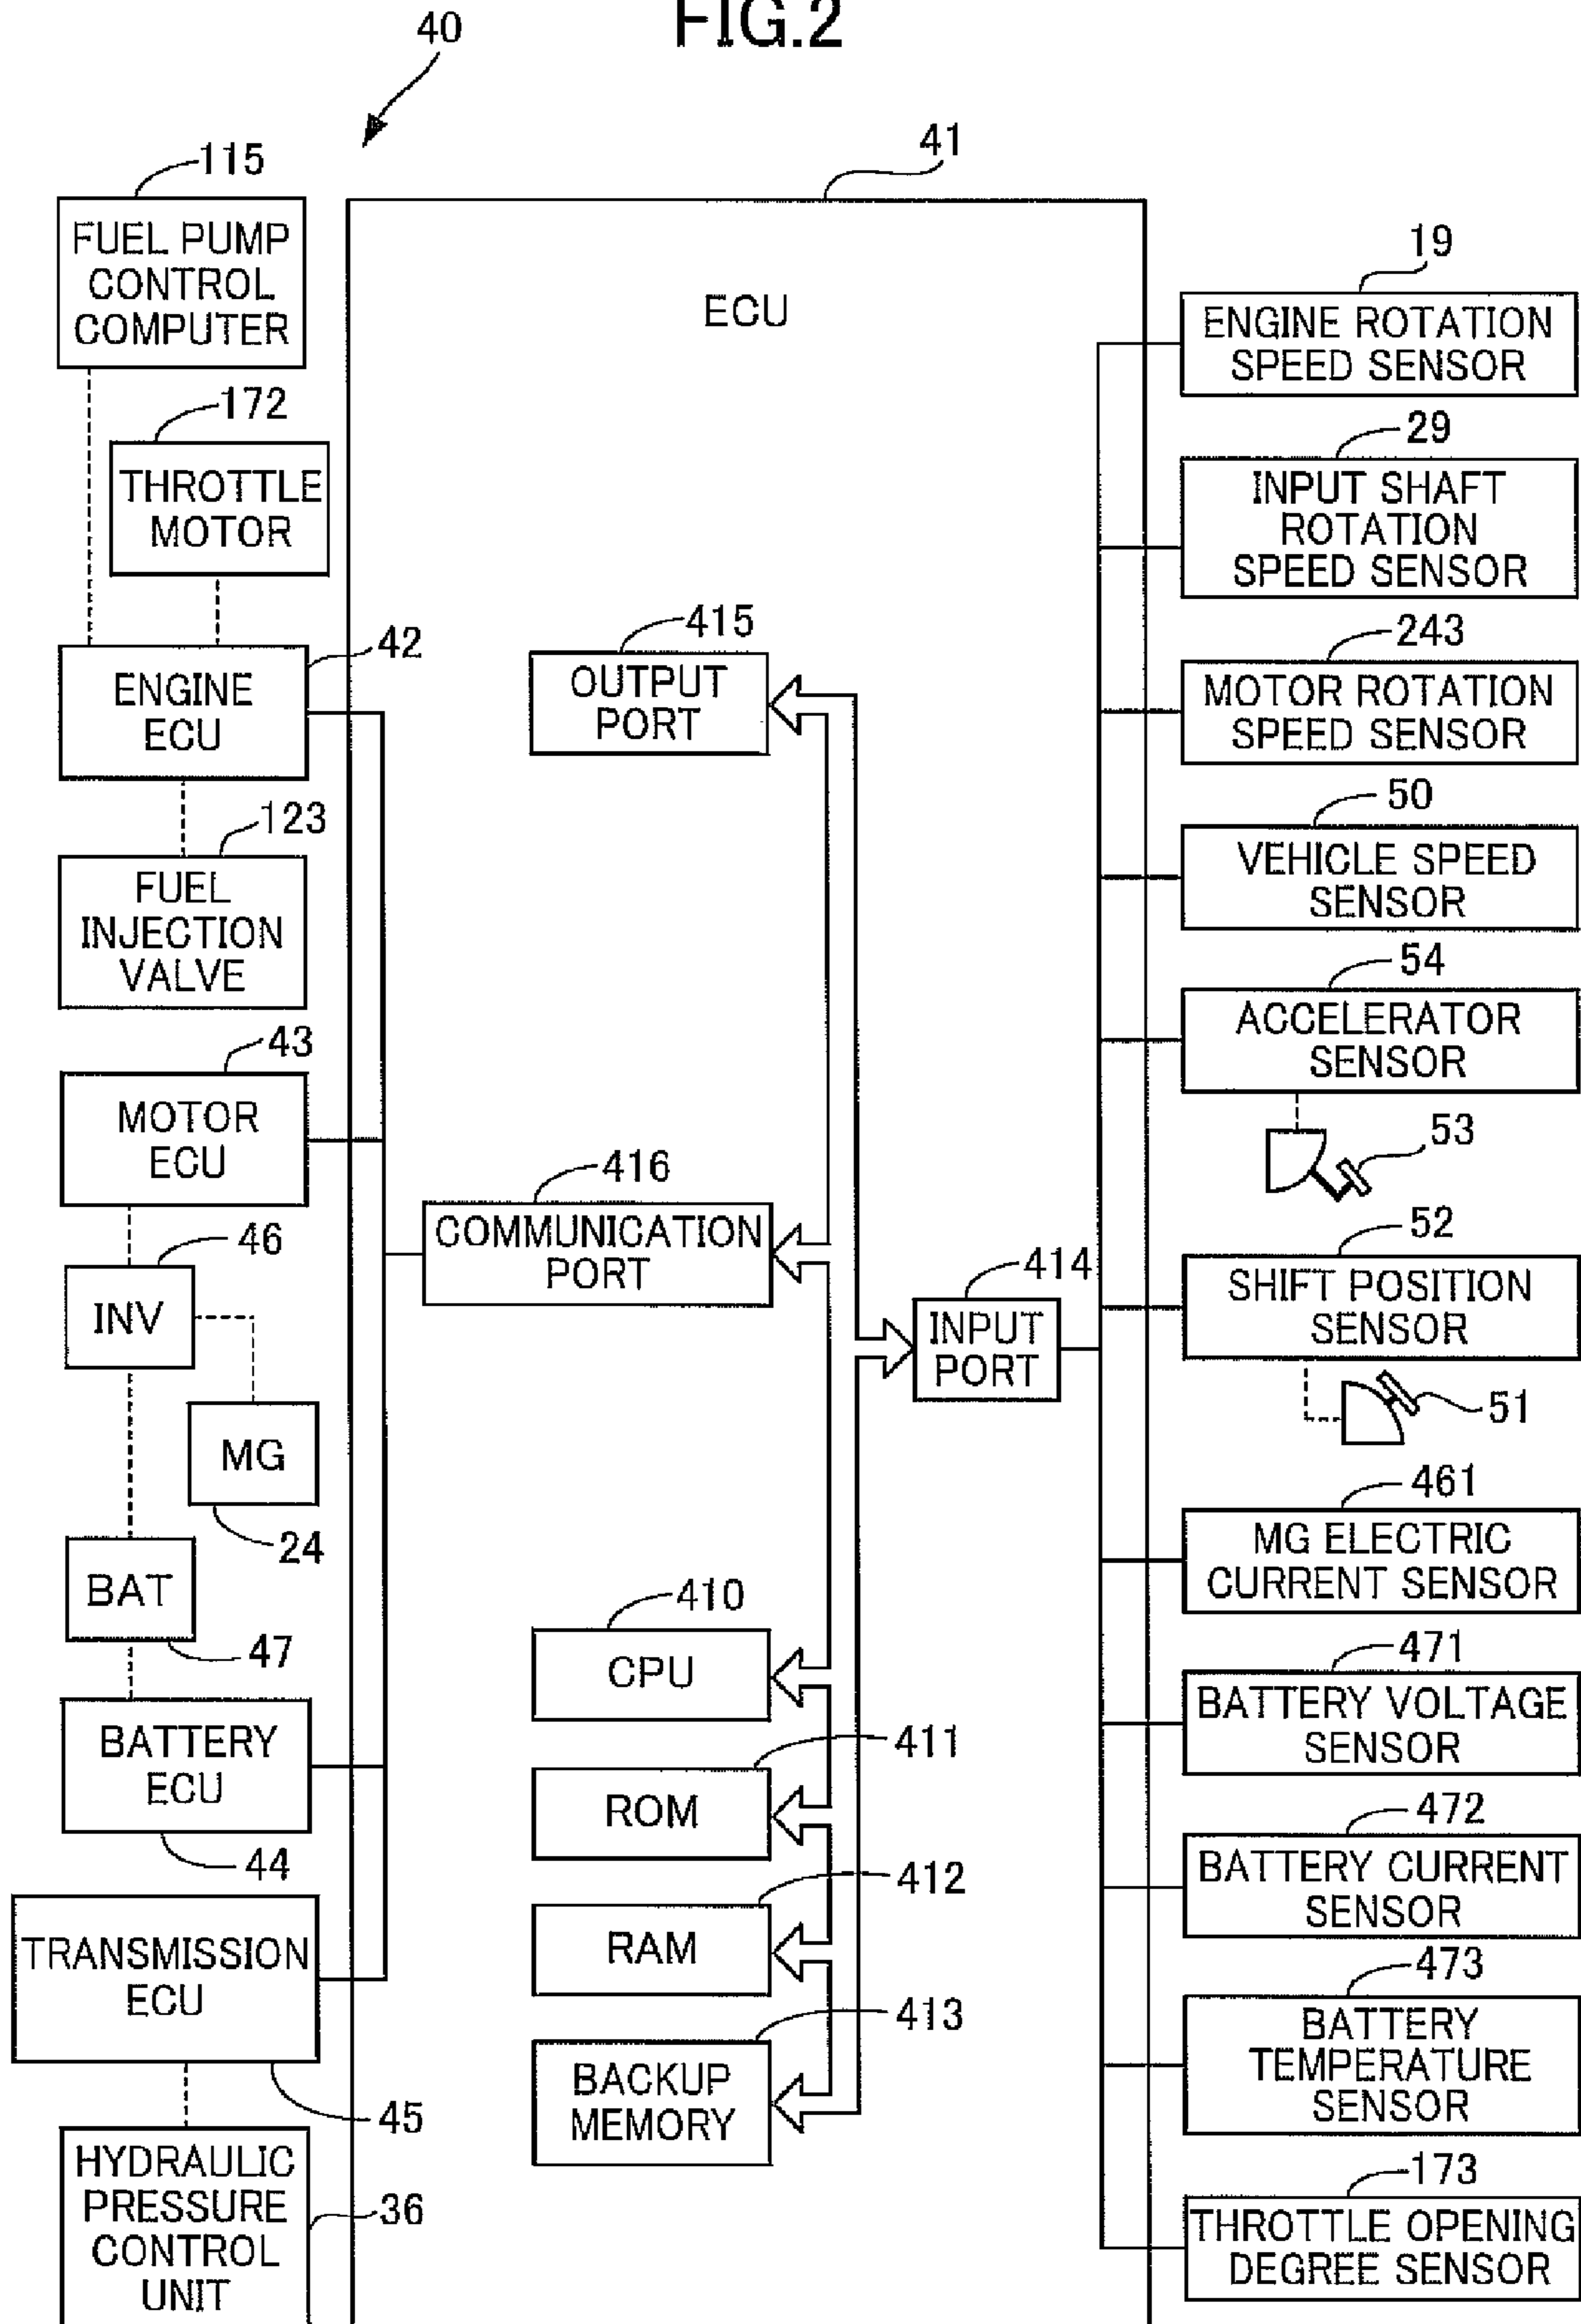 FIG.2
40
41
ECU
115
FUEL PUMP
CONTROL
COMPUTER
172
THROTTLE
MOTOR
42
ENGINE
ECU
123
FUEL
INJECTION
VALVE
43
MOTOR
ECU
46
INV
MG
24
BAT
47
BATTERY
ECU
44
TRANSMISSION
ECU
45
HYDRAULIC
PRESSURE
CONTROL
UNIT
36
415
OUTPUT
PORT
416
COMMUNICATION
PORT
414
INPUT
PORT
410
CPU
411
ROM
412
RAM
413
BACKUP
MEMORY
19
ENGINE ROTATION
SPEED SENSOR
29
INPUT SHAFT
ROTATION
SPEED SENSOR
243
MOTOR ROTATION
SPEED SENSOR
50
VEHICLE SPEED
SENSOR
54
ACCELERATOR
SENSOR
53
52
SHIFT POSITION
SENSOR
51
461
MG ELECTRIC
CURRENT SENSOR
471
BATTERY VOLTAGE
SENSOR
472
BATTERY CURRENT
SENSOR
473
BATTERY
TEMPERATURE
SENSOR
173
THROTTLE OPENING
DEGREE SENSOR